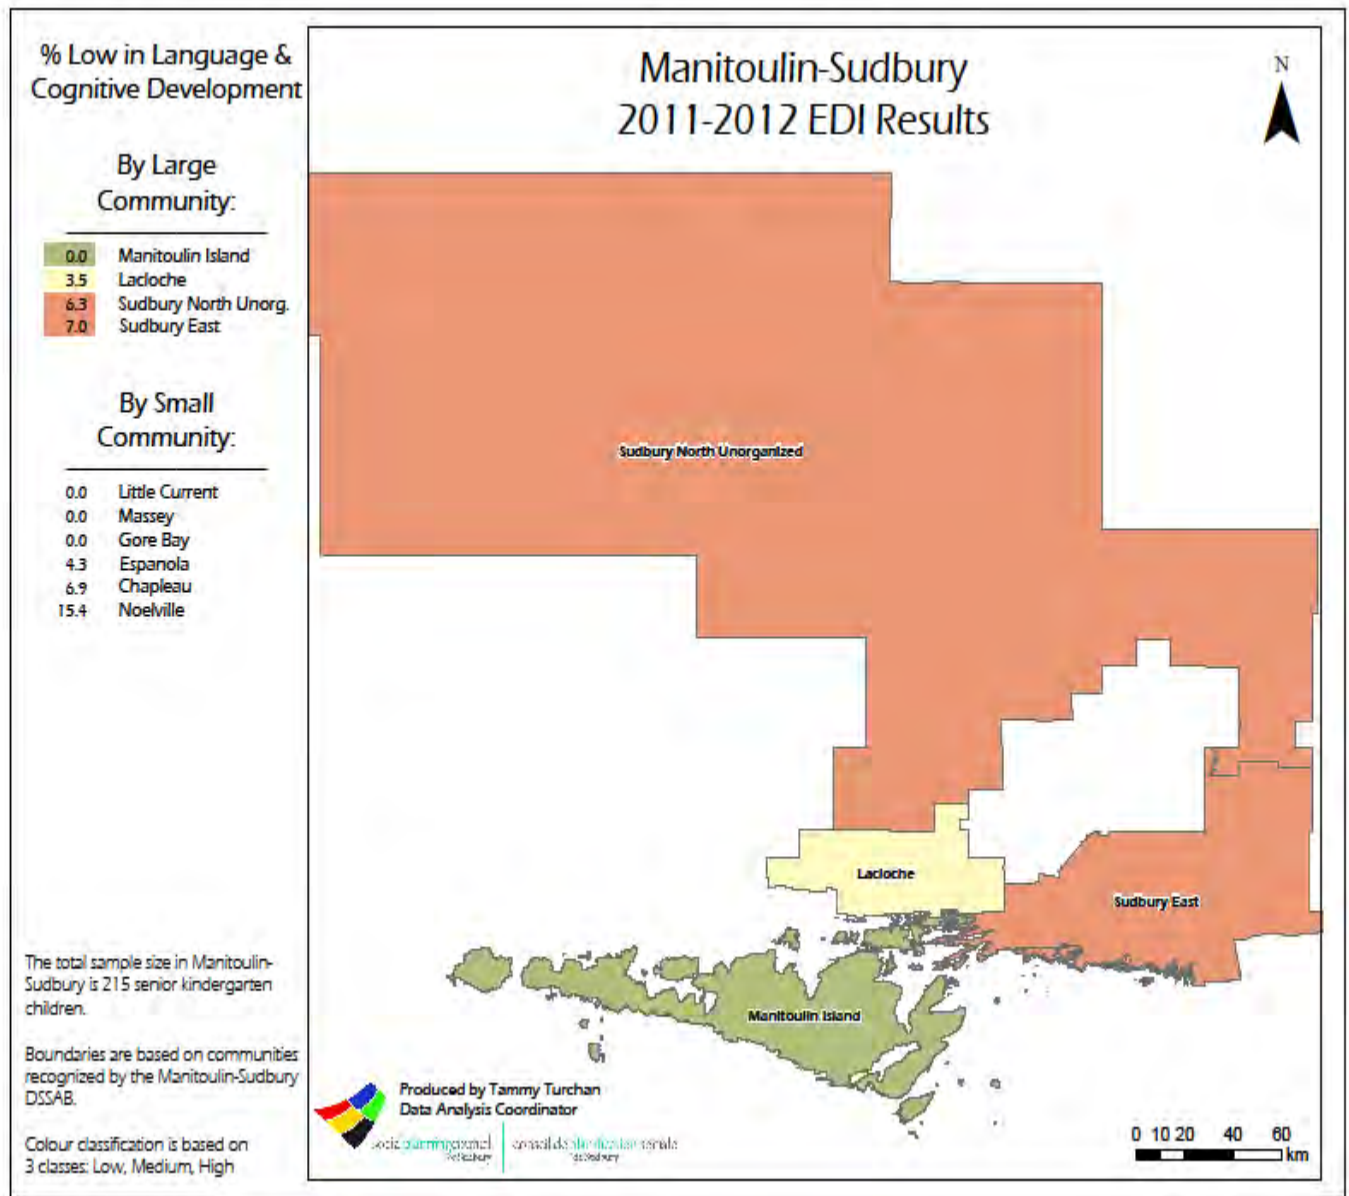 % Low in Language &
Cognitive Development
By Large
Community:
0.0 Manitoulin Island
3.5 Lacloche
6.3 Sudbury North Unorg.
7.0 Sudbury East
By Small
Community:
0.0 Little Current
0.0 Massey
0.0 Gore Bay
4.3 Espanola
6.9 Chapleau
15.4 Noelville
The total sample size in Manitoulin-
Sudbury is 215 senior kindergarten
children.
Boundaries are based on communities
recognized by the Manitoulin-Sudbury
DSSAB.
Colour classification is based on
3 classes: Low, Medium, High
Manitoulin-Sudbury
2011-2012 EDI Results
N
Sudbury North Unorganized
Lacloche
Sudbury East
Manitoulin Island
Produced by Tammy Turchan
Data Analysis Coordinator
0 10 20 40 60
km